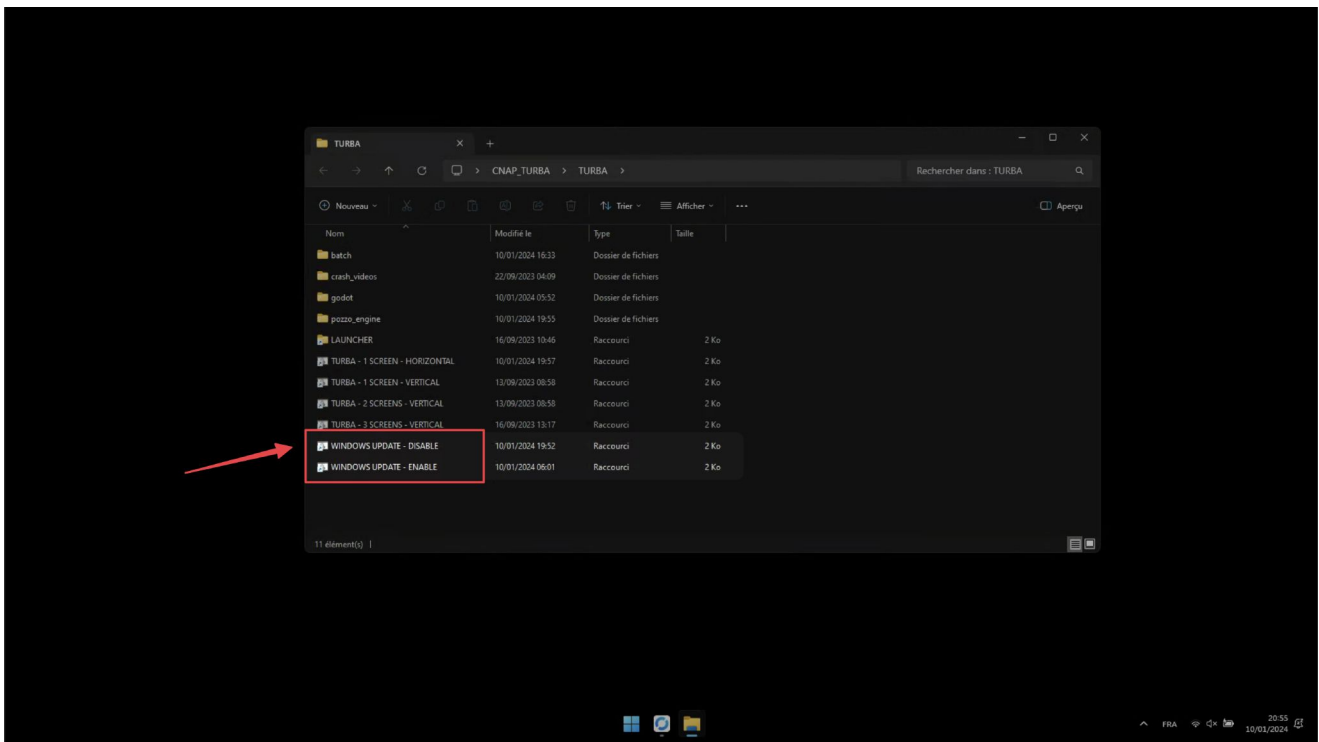 TURBA
CNAP_TURBA > TURBA >
Rechercher dans : TURBA
Nouveau
Trier
Afficher
Aperçu
Nom Modifié le Type Taille
batch 10/01/2024 16:33 Dossier de fichiers
crash_videos 22/09/2023 04:09 Dossier de fichiers
godot 10/01/2024 05:52 Dossier de fichiers
pozzo_engine 10/01/2024 19:55 Dossier de fichiers
LAUNCHER 16/09/2023 10:46 Raccourci 2 Ko
TURBA - 1 SCREEN - HORIZONTAL 10/01/2024 19:57 Raccourci 2 Ko
TURBA - 1 SCREEN - VERTICAL 13/09/2023 08:58 Raccourci 2 Ko
TURBA - 2 SCREENS - VERTICAL 13/09/2023 08:58 Raccourci 2 Ko
TURBA - 3 SCREENS - VERTICAL 16/09/2023 13:17 Raccourci 2 Ko
WINDOWS UPDATE - DISABLE 10/01/2024 19:52 Raccourci 2 Ko
WINDOWS UPDATE - ENABLE 10/01/2024 06:01 Raccourci 2 Ko
11 élément(s)
FRA
20:55
10/01/2024